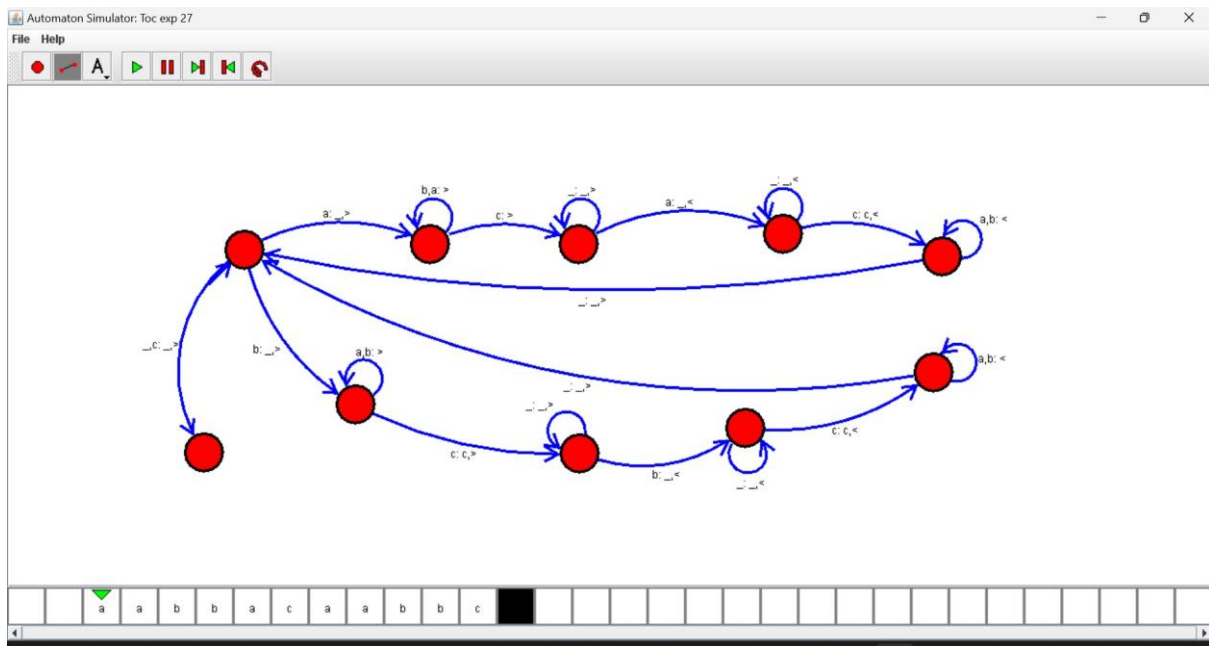 Automaton Simulator: Toc exp 27
File Help
A
b,a: >
_: _,>
_: _,<
a: _,>
c: >
a: _,<
c: c,<
a,b: <
_: _,>
_,c: _,>
b: _,>
a,b: >
_: _,>
a,b: <
_: _,>
c: c,>
b: _,<
_: _,<
c: c,<
a a b b a c a a b b c